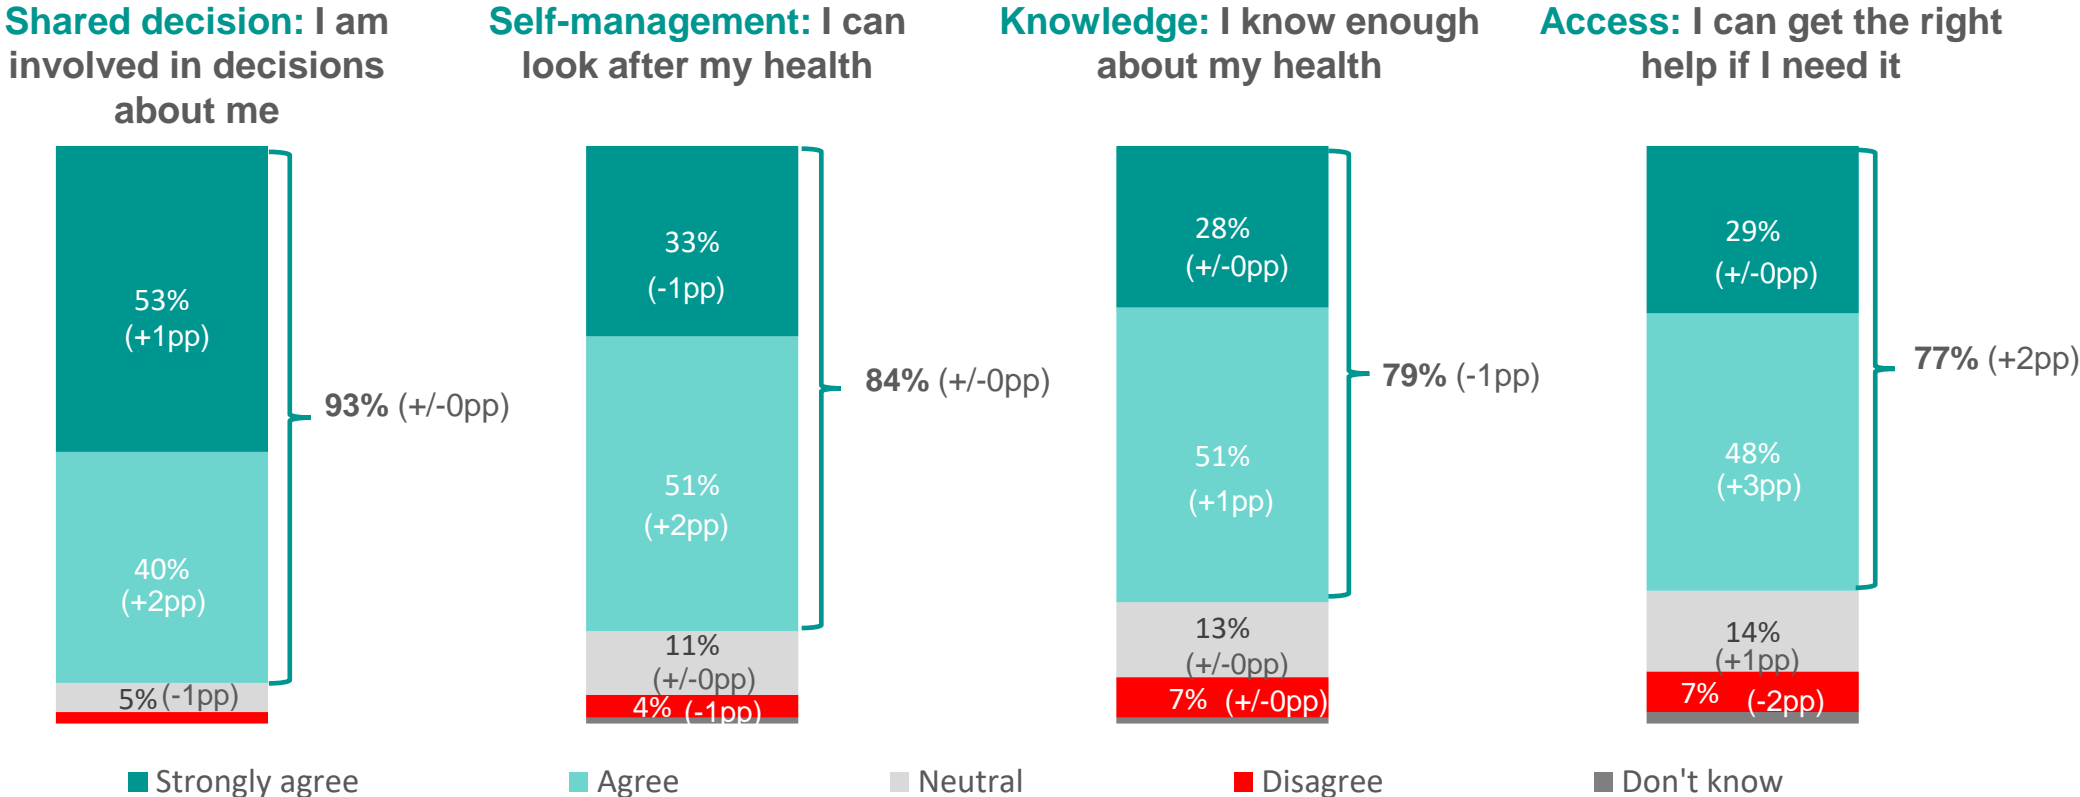 Shared decision: I am
involved in decisions
about me
53%
(+1pp)
40%
(+2pp)
5% (-1pp)
93% (+/-0pp)
Self-management: I can
look after my health
33%
(-1pp)
51%
(+2pp)
11%
(+/-0pp)
4% (-1pp)
84% (+/-0pp)
Knowledge: I know enough
about my health
28%
(+/-0pp)
51%
(+1pp)
13%
(+/-0pp)
7% (+/-0pp)
79% (-1pp)
Access: I can get the right
help if I need it
29%
(+/-0pp)
48%
(+3pp)
14%
(+1pp)
7% (-2pp)
77% (+2pp)
Strongly agree
Agree
Neutral
Disagree
Don't know